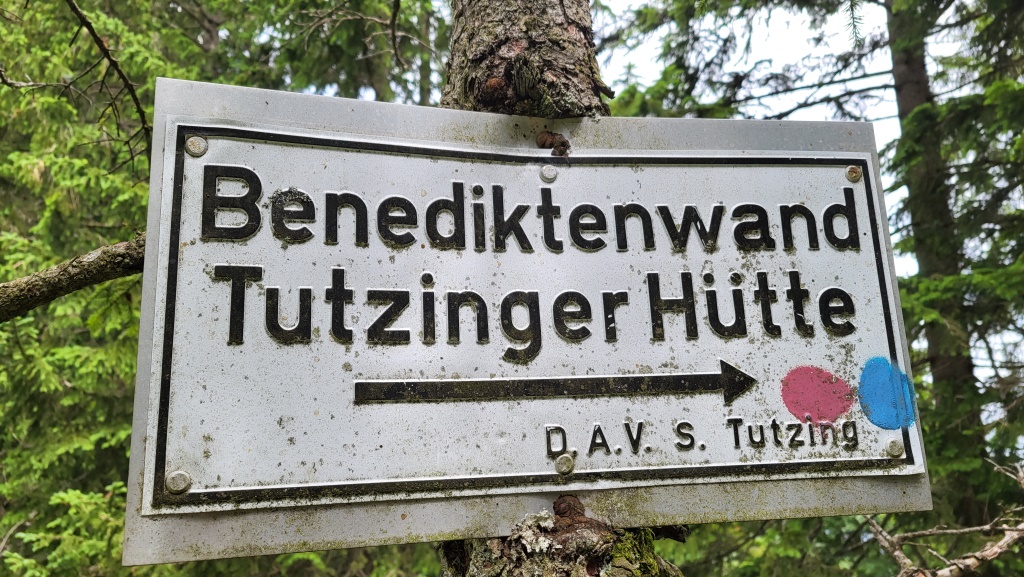 Benediktenwand
Tutzinger Hütte
D.A.V. S. Tutzing